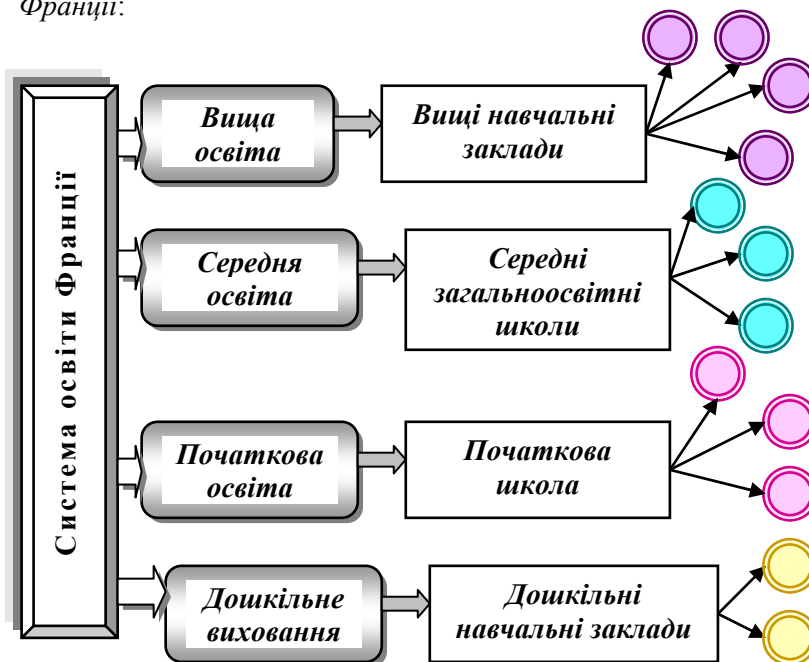 Франції:
Система освіти Франції
Вища
освіта
Вищі навчальні
заклади
Середня
освіта
Середні
загальноосвітні
школи
Початкова
освіта
Початкова
школа
Дошкільне
виховання
Дошкільні
навчальні заклади